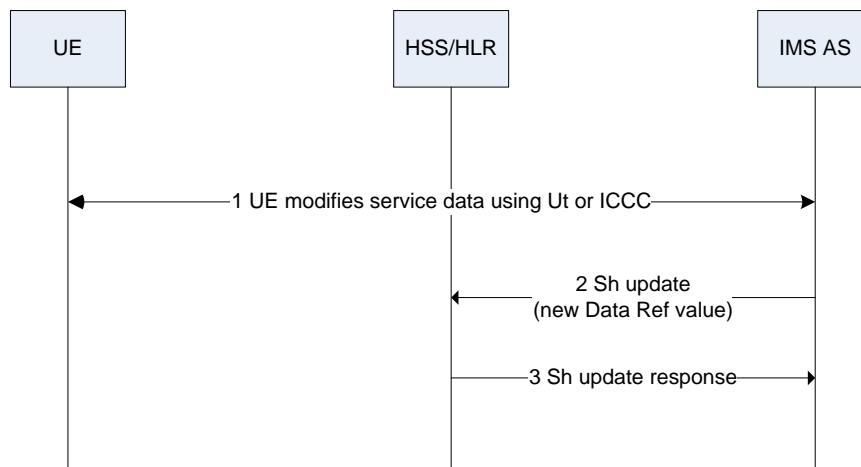 UE
HSS/HLR
IMS AS
1 UE modifies service data using Ut or ICCC
2 Sh update
(new Data Ref value)
3 Sh update response